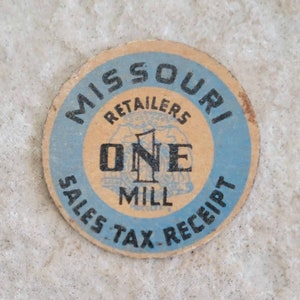 MISSOURI
RETAILERS
ONE
1
MILL
SALES TAX RECEIPT